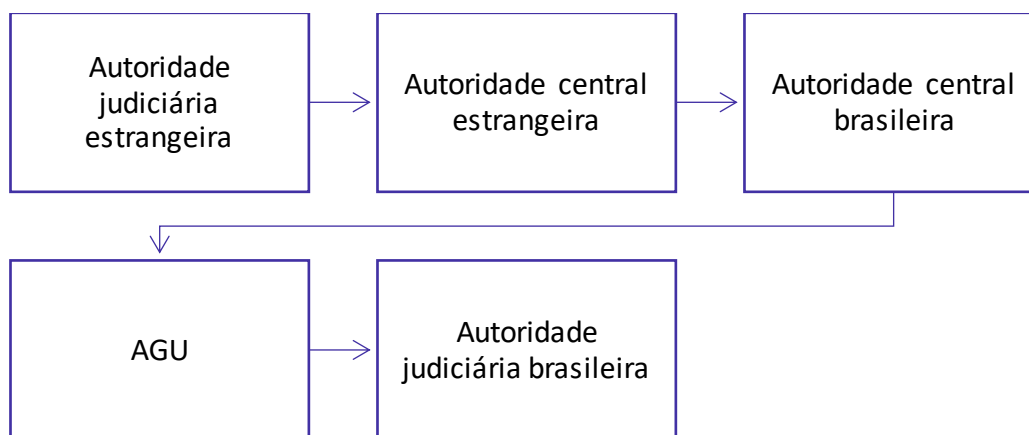 Autoridade
judiciária
estrangeira
Autoridade central
estrangeira
Autoridade central
brasileira
AGU
Autoridade
judiciária brasileira